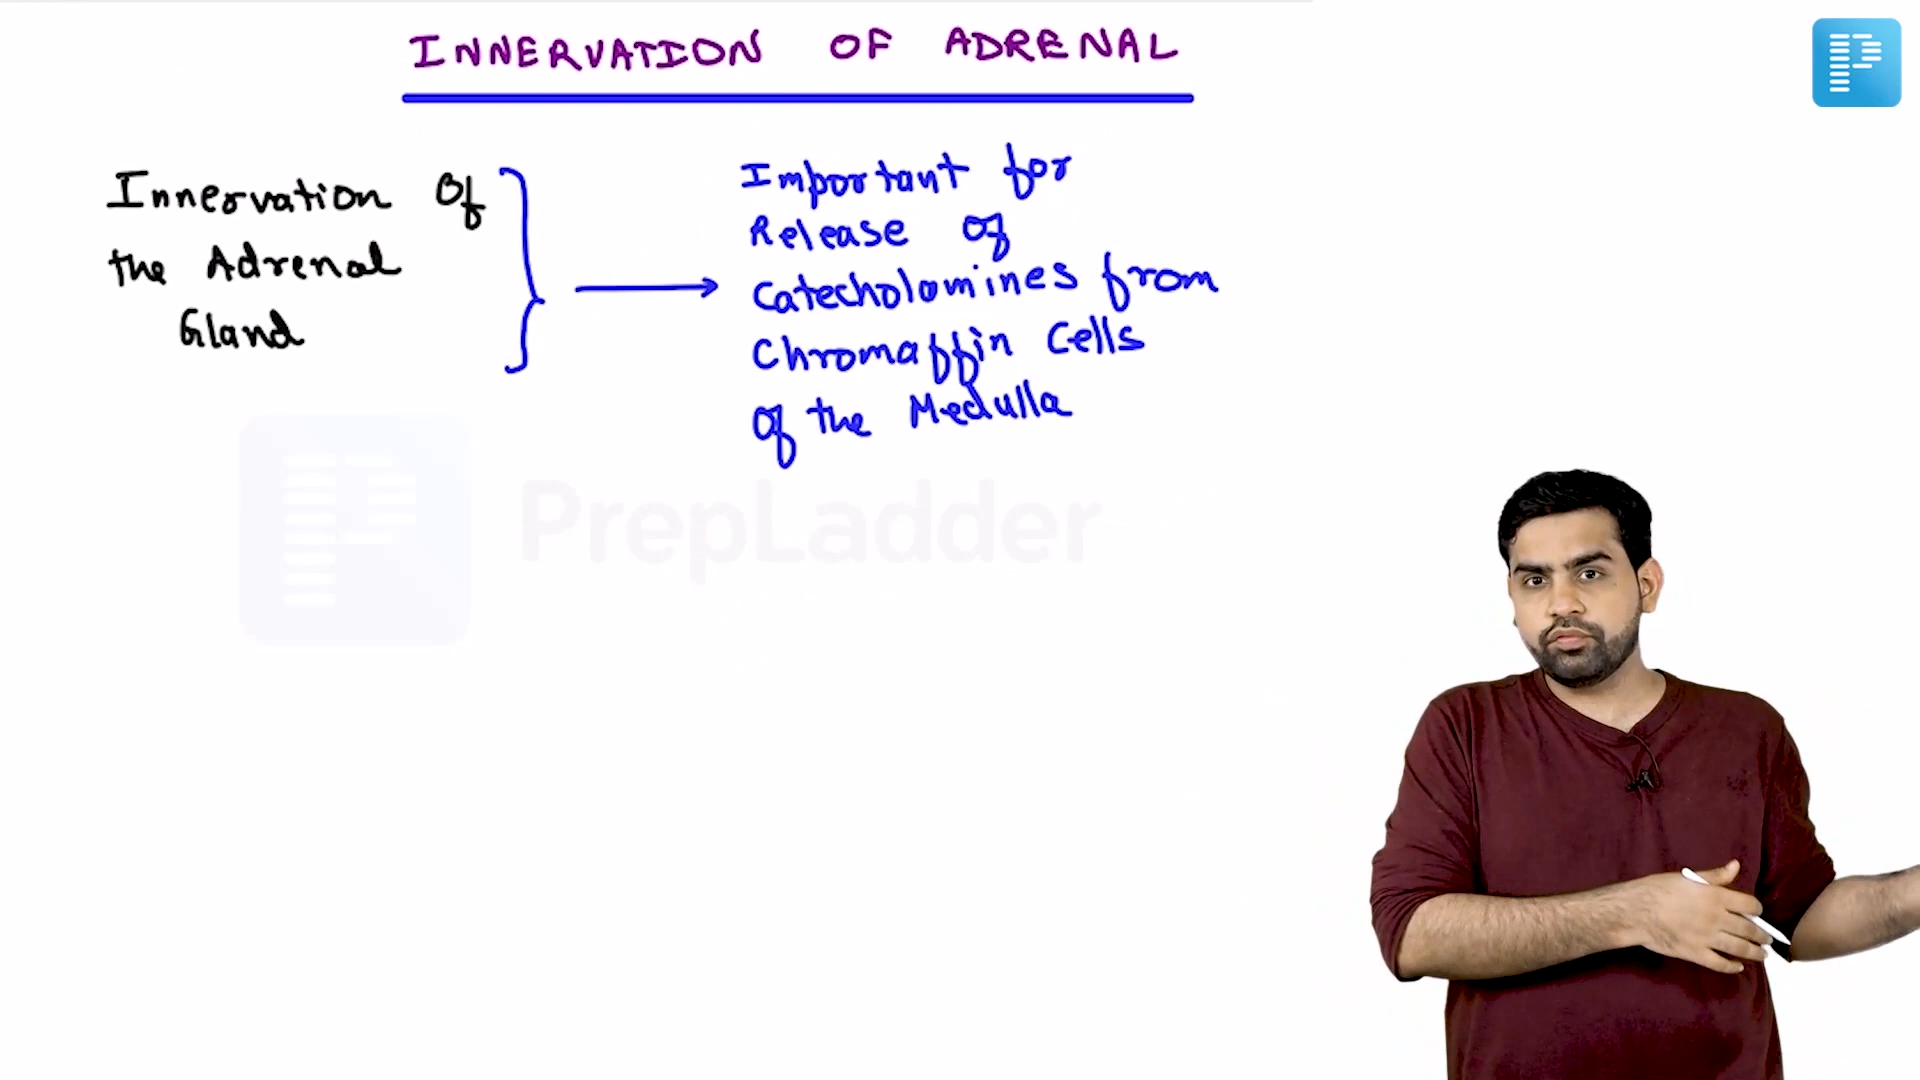 INNERVATION OF ADRENAL
Innervation Of
the Adrenal
Gland
Important for
Release Of
Catecholamines from
Chromaffin Cells
Of the Medulla
PrepLadder